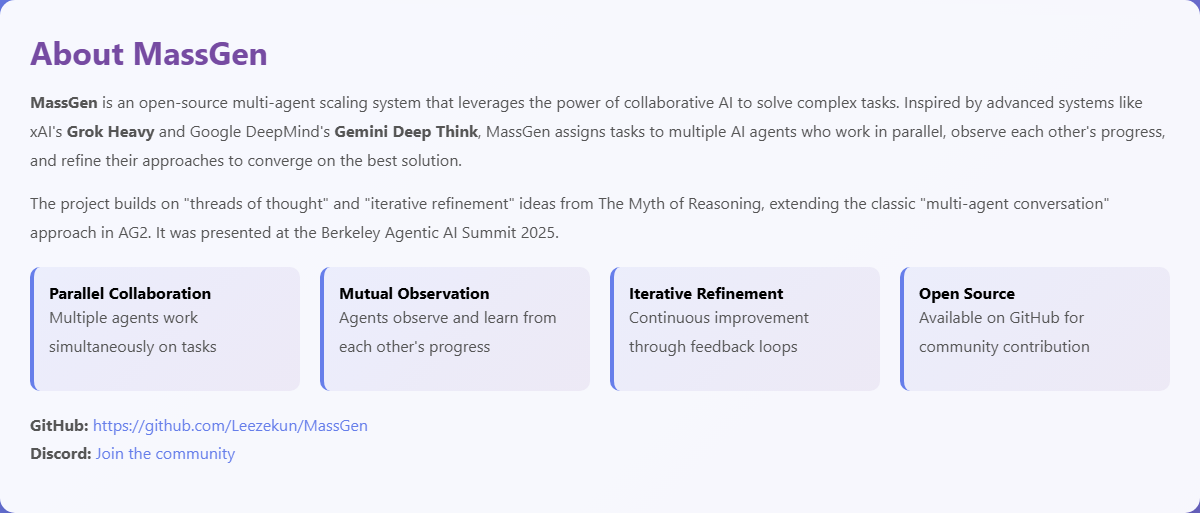 About MassGen
MassGen is an open-source multi-agent scaling system that leverages the power of collaborative AI to solve complex tasks. Inspired by advanced systems like
xAI's Grok Heavy and Google DeepMind's Gemini Deep Think, MassGen assigns tasks to multiple AI agents who work in parallel, observe each other's progress,
and refine their approaches to converge on the best solution.
The project builds on "threads of thought" and "iterative refinement" ideas from The Myth of Reasoning, extending the classic "multi-agent conversation"
approach in AG2. It was presented at the Berkeley Agentic AI Summit 2025.
Parallel Collaboration
Multiple agents work
simultaneously on tasks
Mutual Observation
Agents observe and learn from
each other's progress
Iterative Refinement
Continuous improvement
through feedback loops
Open Source
Available on GitHub for
community contribution
GitHub: https://github.com/Leezekun/MassGen
Discord: Join the community